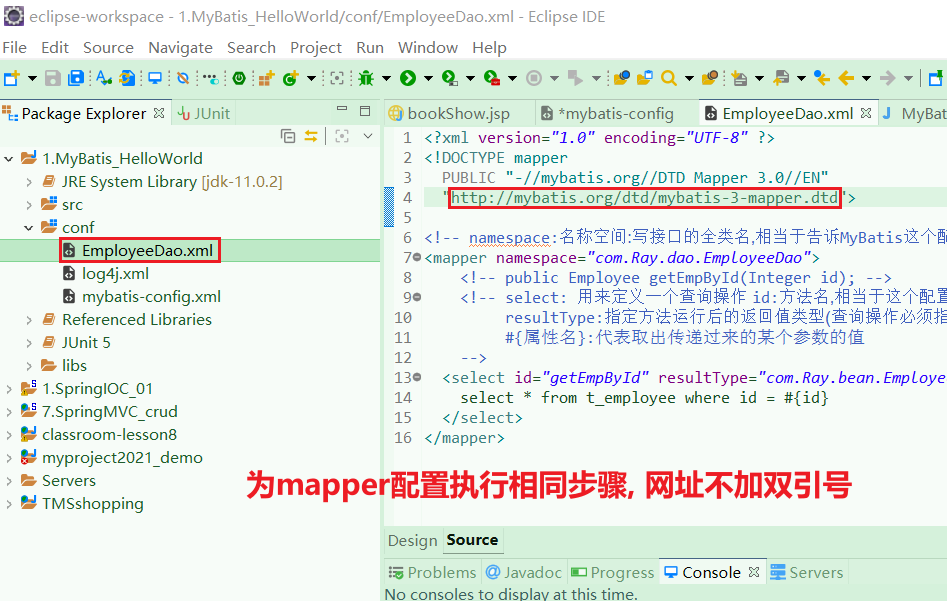 eclipse-workspace - 1.MyBatis_HelloWorld/conf/EmployeeDao.xml - Eclipse IDE
File Edit Source Navigate Search Project Run Window Help
Package Explorer JUnit
bookShow.jsp *mybatis-config EmployeeDao.xml MyBat
1.MyBatis_HelloWorld
JRE System Library [jdk-11.0.2]
src
conf
EmployeeDao.xml
log4j.xml
mybatis-config.xml
Referenced Libraries
JUnit 5
libs
1.SpringIOC_01
7.SpringMVC_crud
classroom-lesson8
myproject2021_demo
Servers
TMSshopping
1 <?xml version="1.0" encoding="UTF-8" ?>
2 <!DOCTYPE mapper
3 PUBLIC "-//mybatis.org//DTD Mapper 3.0//EN"
4 "http://mybatis.org/dtd/mybatis-3-mapper.dtd">
5
6 <!-- namespace:名称空间:写接口的全类名,相当于告诉MyBatis这个配
7 <mapper namespace="com.Ray.dao.EmployeeDao">
8 <!-- public Employee getEmpById(Integer id); -->
9 <!-- select: 用来定义一个查询操作 id:方法名,相当于这个配置
10 resultType:指定方法运行后的返回值类型(查询操作必须指
11 #{属性名}:代表取出传递过来的某个参数的值
12 -->
13 <select id="getEmpById" resultType="com.Ray.bean.Employe
14 select * from t_employee where id = #{id}
15 </select>
16 </mapper>
为mapper配置执行相同步骤, 网址不加双引号
Design Source
Problems Javadoc Progress Console Servers
No consoles to display at this time.